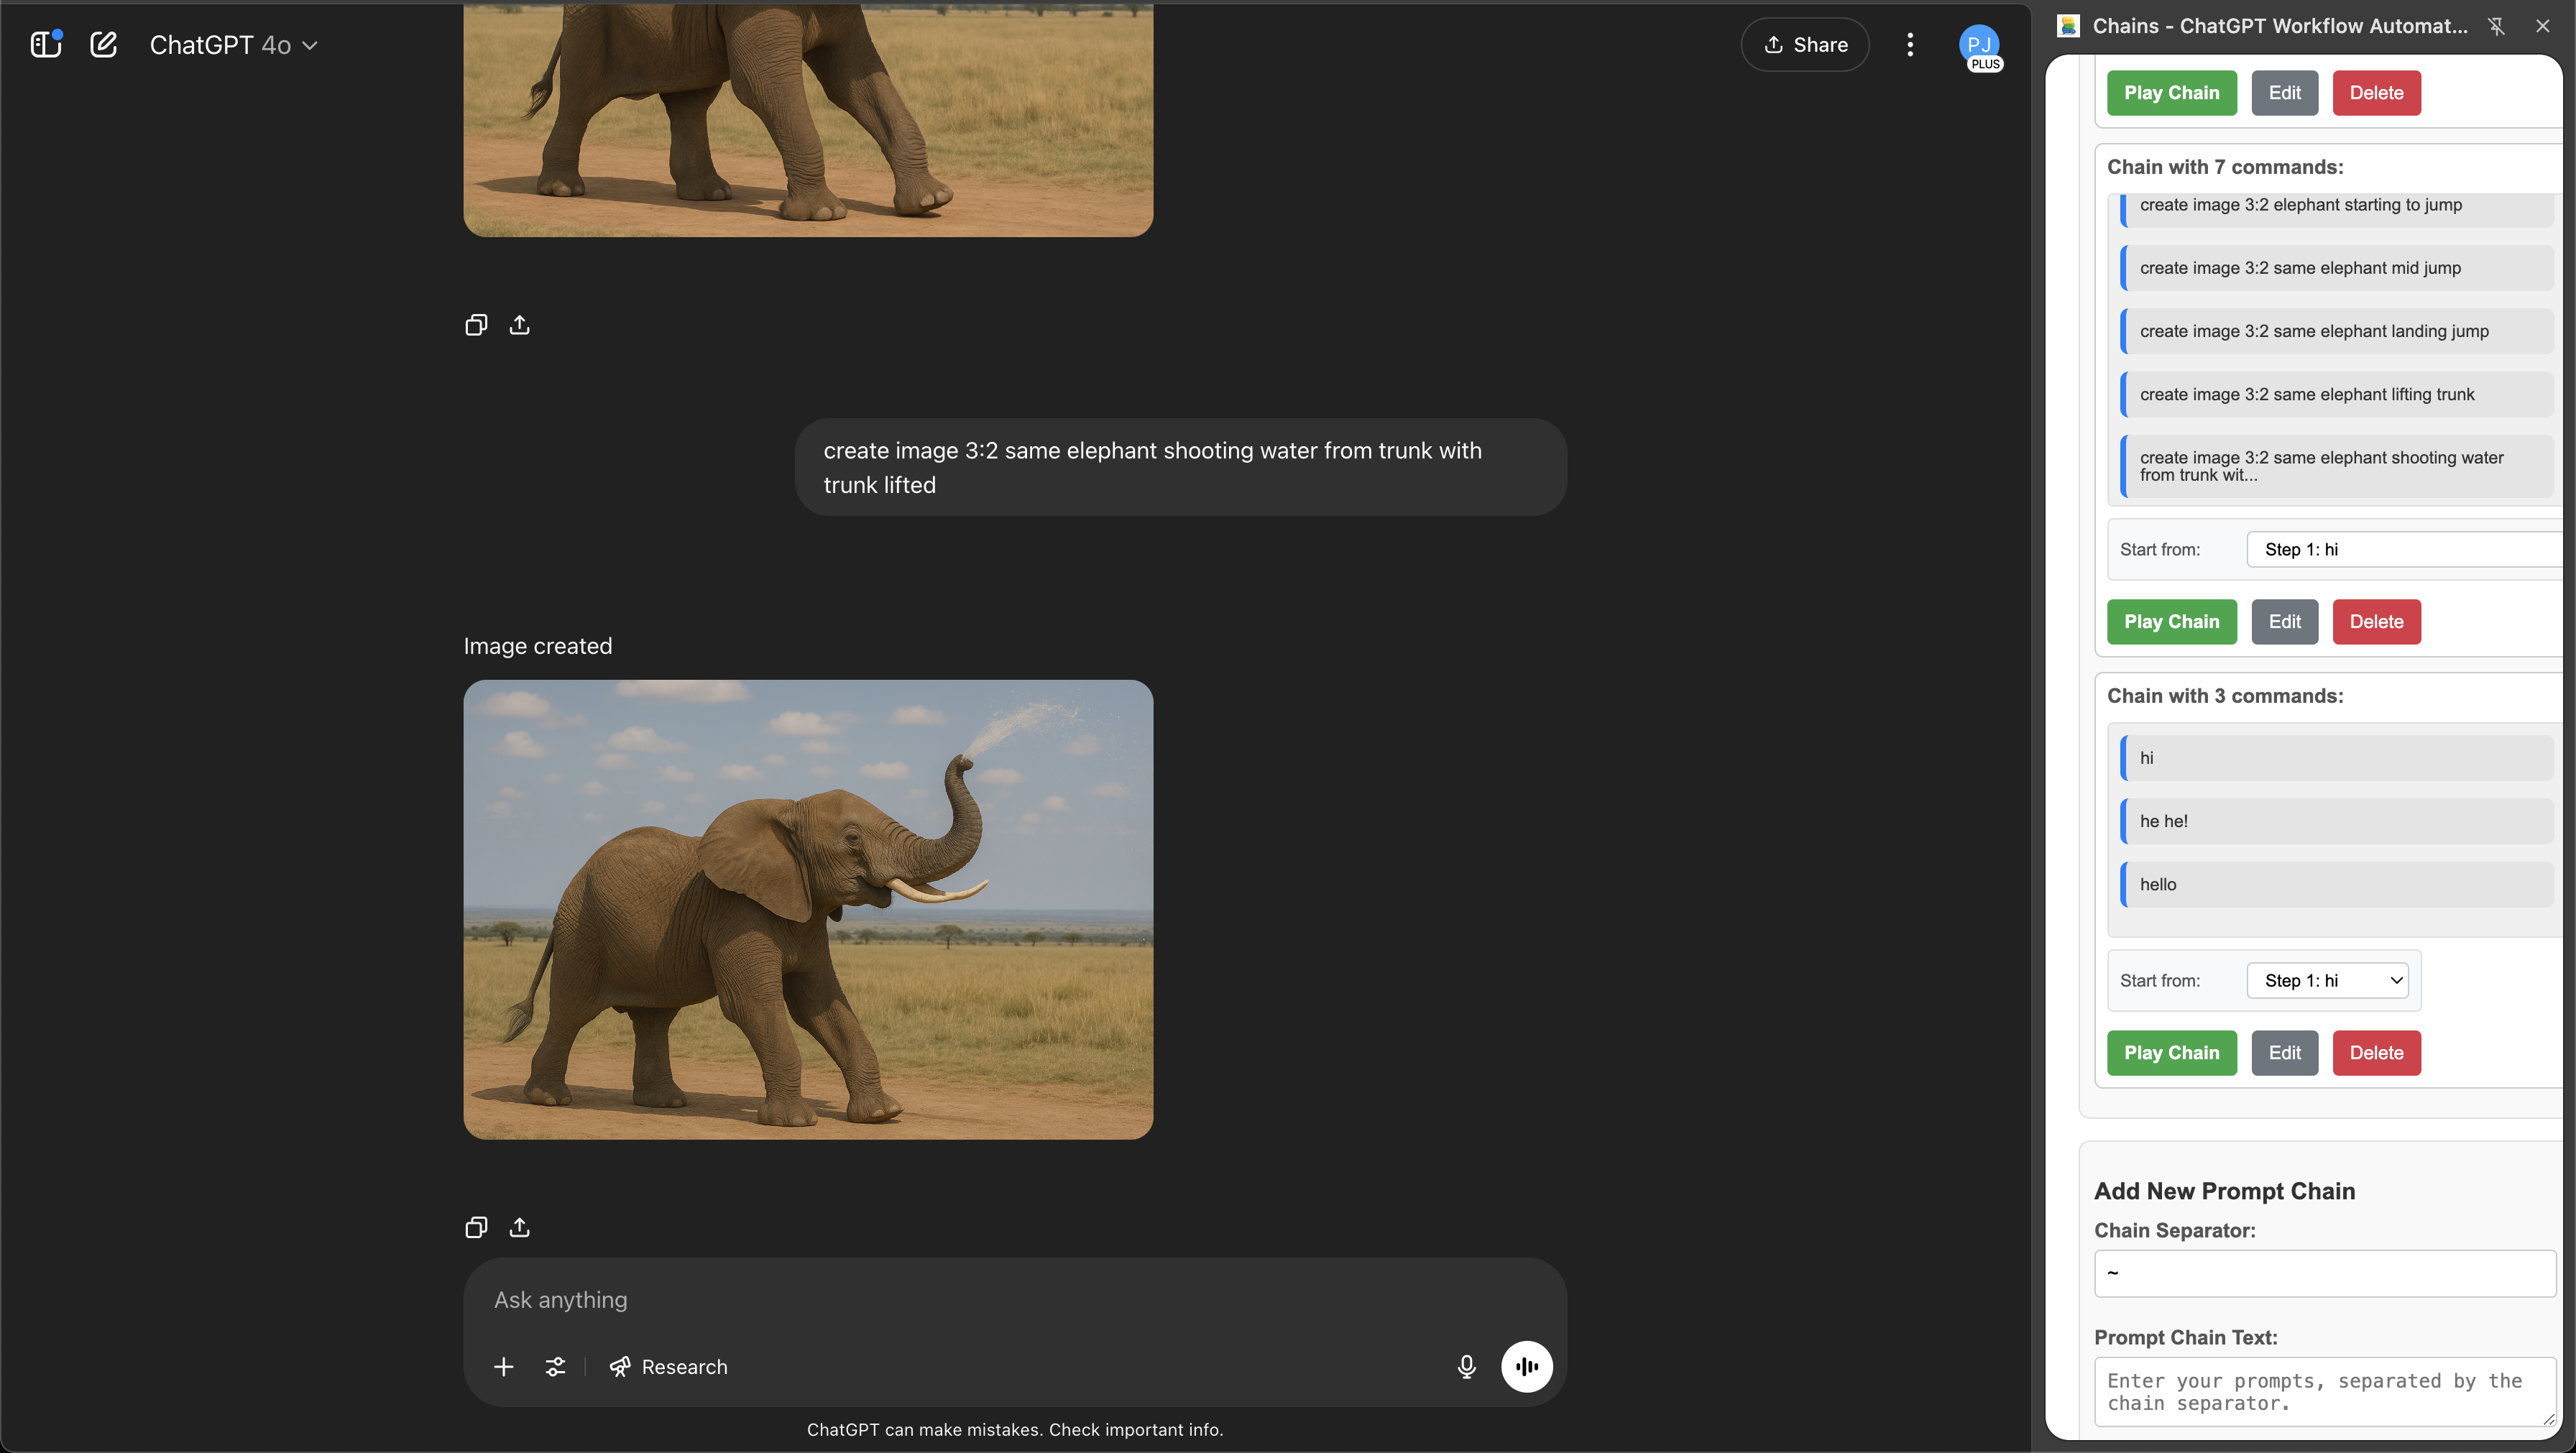 ChatGPT 4o
Share
PJ
PLUS
create image 3:2 same elephant shooting water from trunk with
trunk lifted
Image created
Ask anything
Research
ChatGPT can make mistakes. Check important info.
Chains - ChatGPT Workflow Automat...
Play Chain
Edit
Delete
Chain with 7 commands:
create image 3:2 elephant starting to jump
create image 3:2 same elephant mid jump
create image 3:2 same elephant landing jump
create image 3:2 same elephant lifting trunk
create image 3:2 same elephant shooting water
from trunk wit...
Start from:
Step 1: hi
Play Chain
Edit
Delete
Chain with 3 commands:
hi
he he!
hello
Start from:
Step 1: hi
Play Chain
Edit
Delete
Add New Prompt Chain
Chain Separator:
~
Prompt Chain Text:
Enter your prompts, separated by the
chain separator.